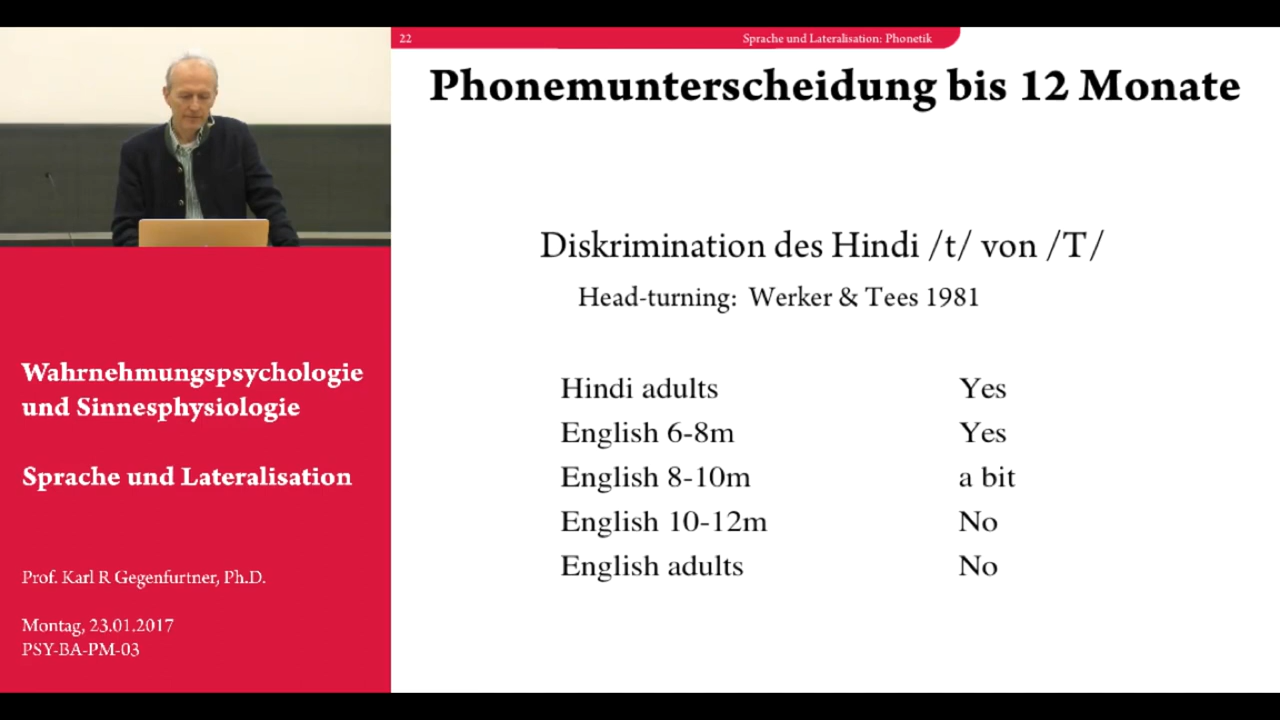 22
Sprache und Lateralisation: Phonetik
Phonemunterscheidung bis 12 Monate
Diskrimination des Hindi /t/ von /T/
Head-turning: Werker & Tees 1981
Hindi adults Yes
English 6-8m Yes
English 8-10m a bit
English 10-12m No
English adults No
Wahrnehmungspsychologie
und Sinnesphysiologie
Sprache und Lateralisation
Prof. Karl R Gegenfurtner, Ph.D.
Montag, 23.01.2017
PSY-BA-PM-03